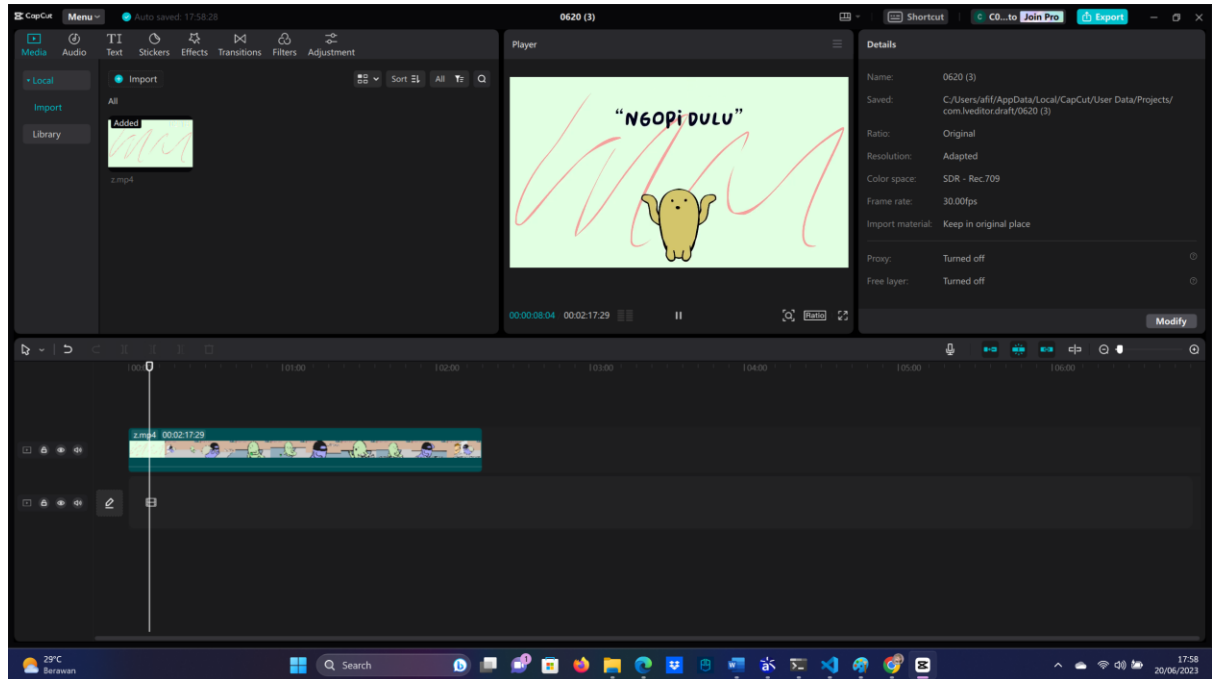 CapCut Menu Auto saved: 17:58:28 0620 (3) Shortcut C C0...to Join Pro Export
Media Audio Text Stickers Effects Transitions Filters Adjustment
Local
Import
Library
Import Sort All
All
Added
z.mp4
Player
“NGOPi DULU”
00:00:08:04 00:02:17:29 Ratio
Details
Name: 0620 (3)
Saved: C:/Users/afif/AppData/Local/CapCut/User Data/Projects/
com.lveditor.draft/0620 (3)
Ratio: Original
Resolution: Adapted
Color space: SDR - Rec.709
Frame rate: 30.00fps
Import material: Keep in original place
Proxy: Turned off
Free layer: Turned off
Modify
01:00 02:00 03:00 04:00 05:00 06:00
z.mp4 00:02:17:29
29°C
Berawan
Search
17:58
20/06/2023